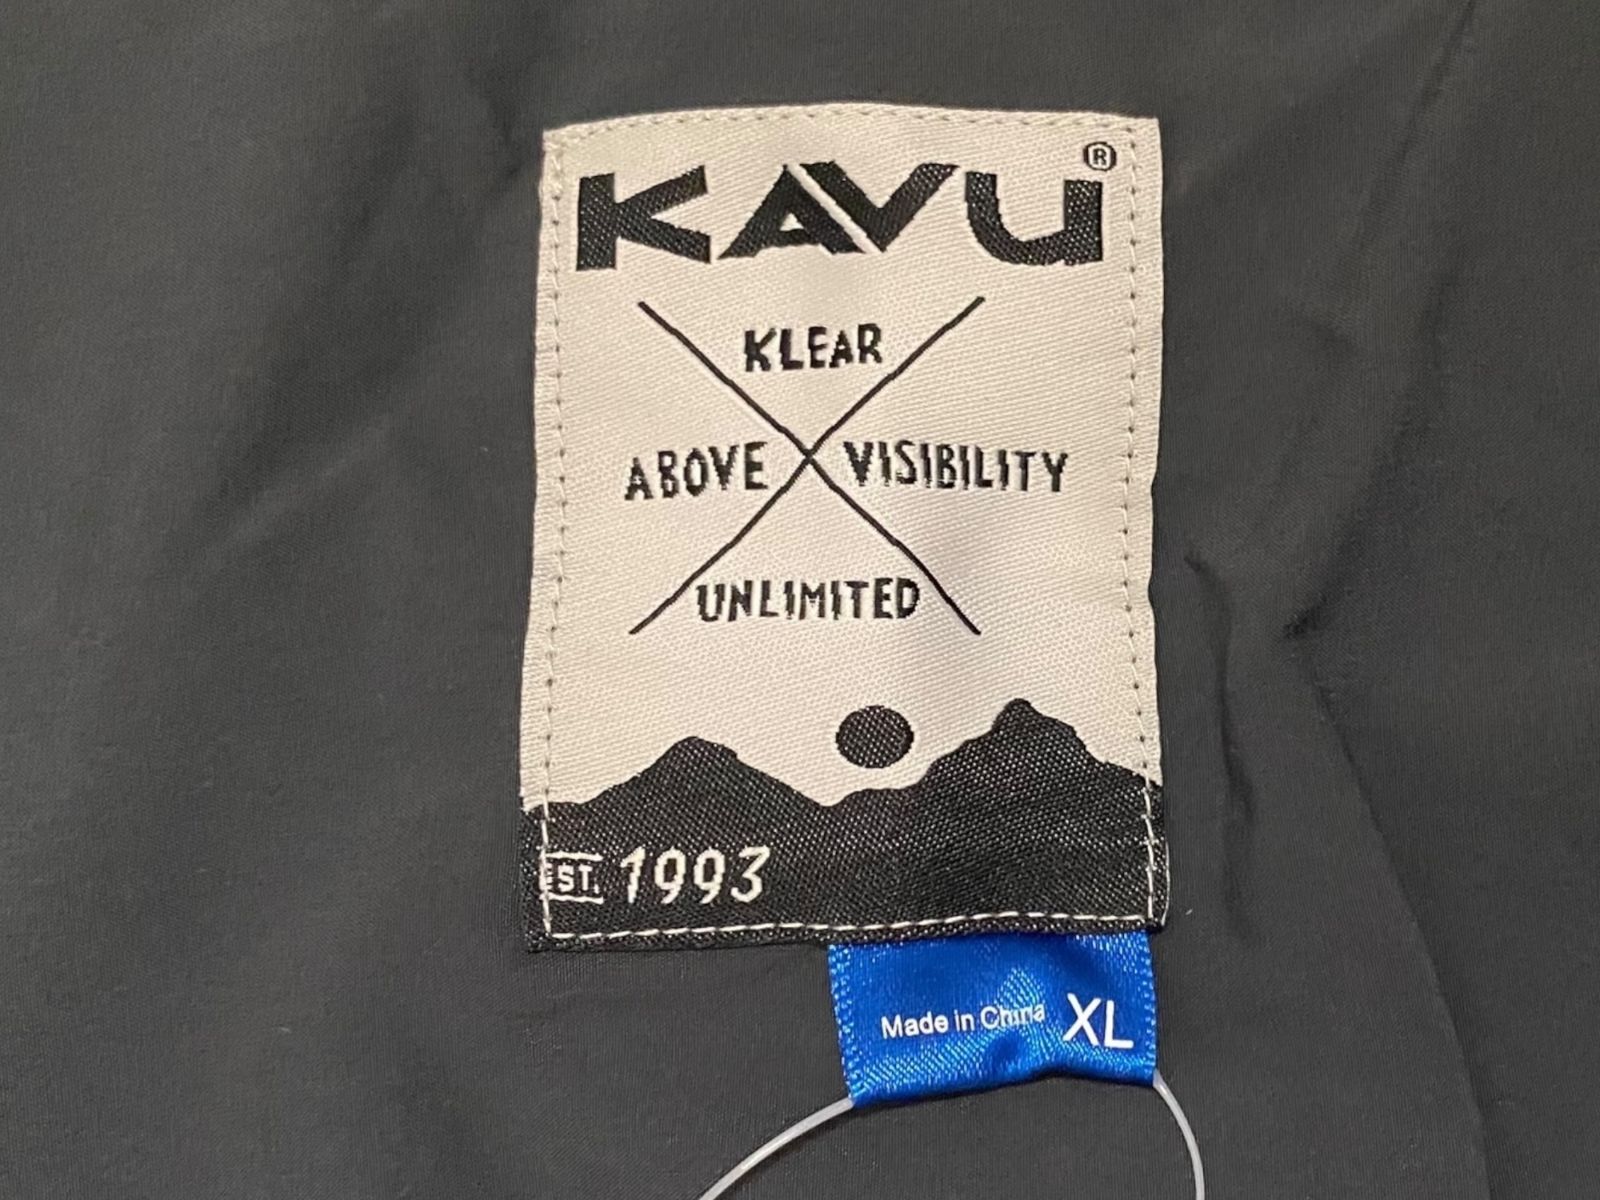 KAVU®
KLEAR
ABOVE VISIBILITY
UNLIMITED
EST. 1993
Made in China XL